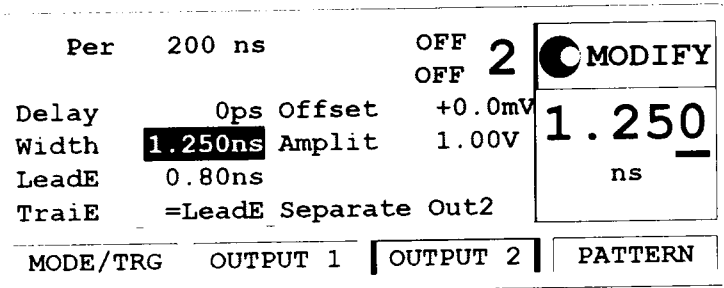 Per 200 ns OFF 2 MODIFY
OFF
Delay 0ps Offset +0.0mV 1.250
Width 1.250ns Amplit 1.00V
LeadE 0.80ns ns
TraiE =LeadE Separate Out2
MODE/TRG OUTPUT 1 OUTPUT 2 PATTERN